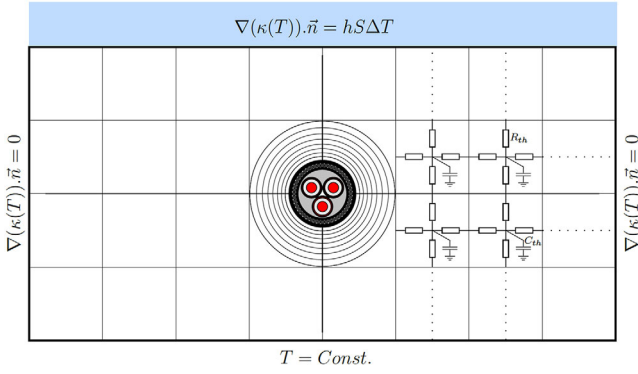 ∇(κ(T)).n⃗ = hSΔT
∇(κ(T)).n⃗ = 0
R_th
C_th
∇(κ(T)).n⃗ = 0
T = Const.